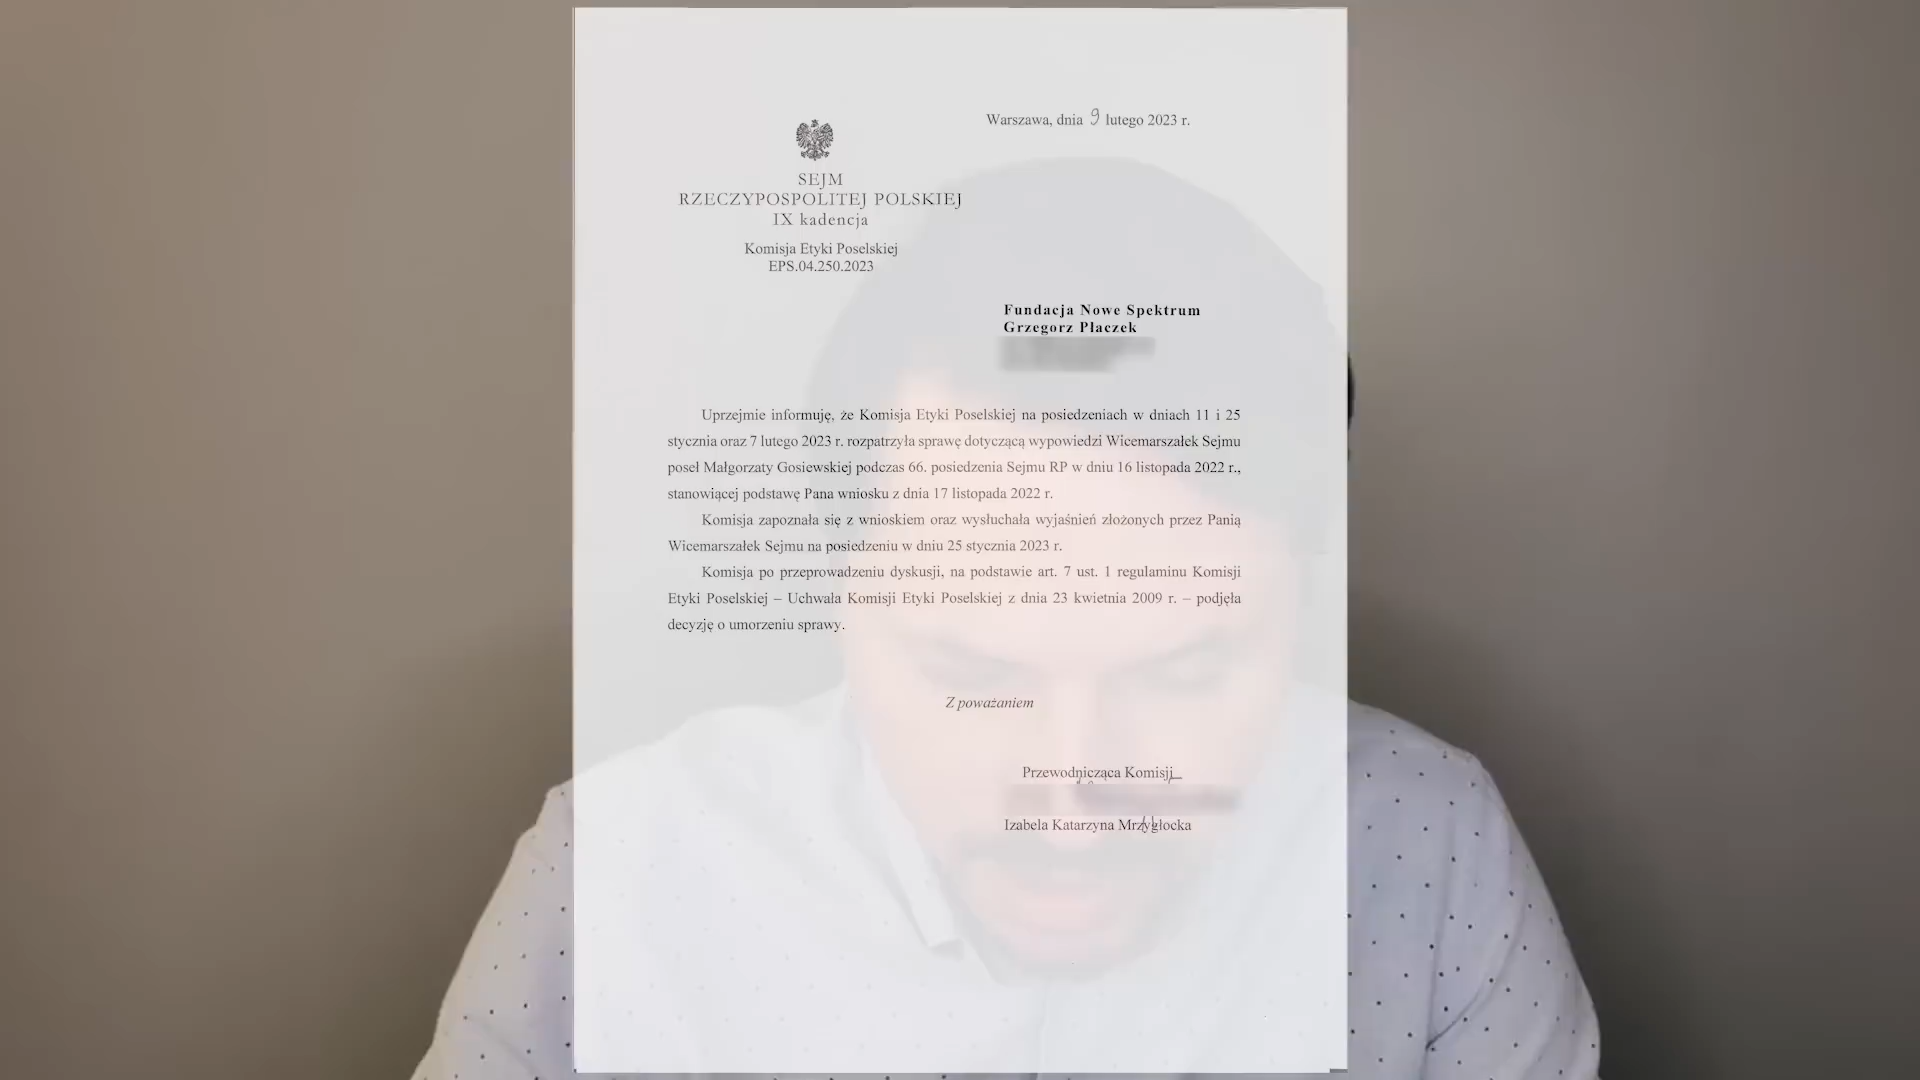 Warszawa, dnia 9 lutego 2023 r.
SEJM
RZECZYPOSPOLITEJ POLSKIEJ
IX kadencja
Komisja Etyki Poselskiej
EPS.04.250.2023
Fundacja Nowe Spektrum
Grzegorz Płaczek
Uprzejmie informuję, że Komisja Etyki Poselskiej na posiedzeniach w dniach 11 i 25
stycznia oraz 7 lutego 2023 r. rozpatrzyła sprawę dotyczącą wypowiedzi Wicemarszałek Sejmu
poseł Małgorzaty Gosiewskiej podczas 66. posiedzenia Sejmu RP w dniu 16 listopada 2022 r.,
stanowiącej podstawę Pana wniosku z dnia 17 listopada 2022 r.
Komisja zapoznała się z wnioskiem oraz wysłuchała wyjaśnień złożonych przez Panią
Wicemarszałek Sejmu na posiedzeniu w dniu 25 stycznia 2023 r.
Komisja po przeprowadzeniu dyskusji, na podstawie art. 7 ust. 1 regulaminu Komisji
Etyki Poselskiej – Uchwała Komisji Etyki Poselskiej z dnia 23 kwietnia 2009 r. – podjęła
decyzję o umorzeniu sprawy.
Z poważaniem
Przewodnicząca Komisji
Izabela Katarzyna Mrzygłocka